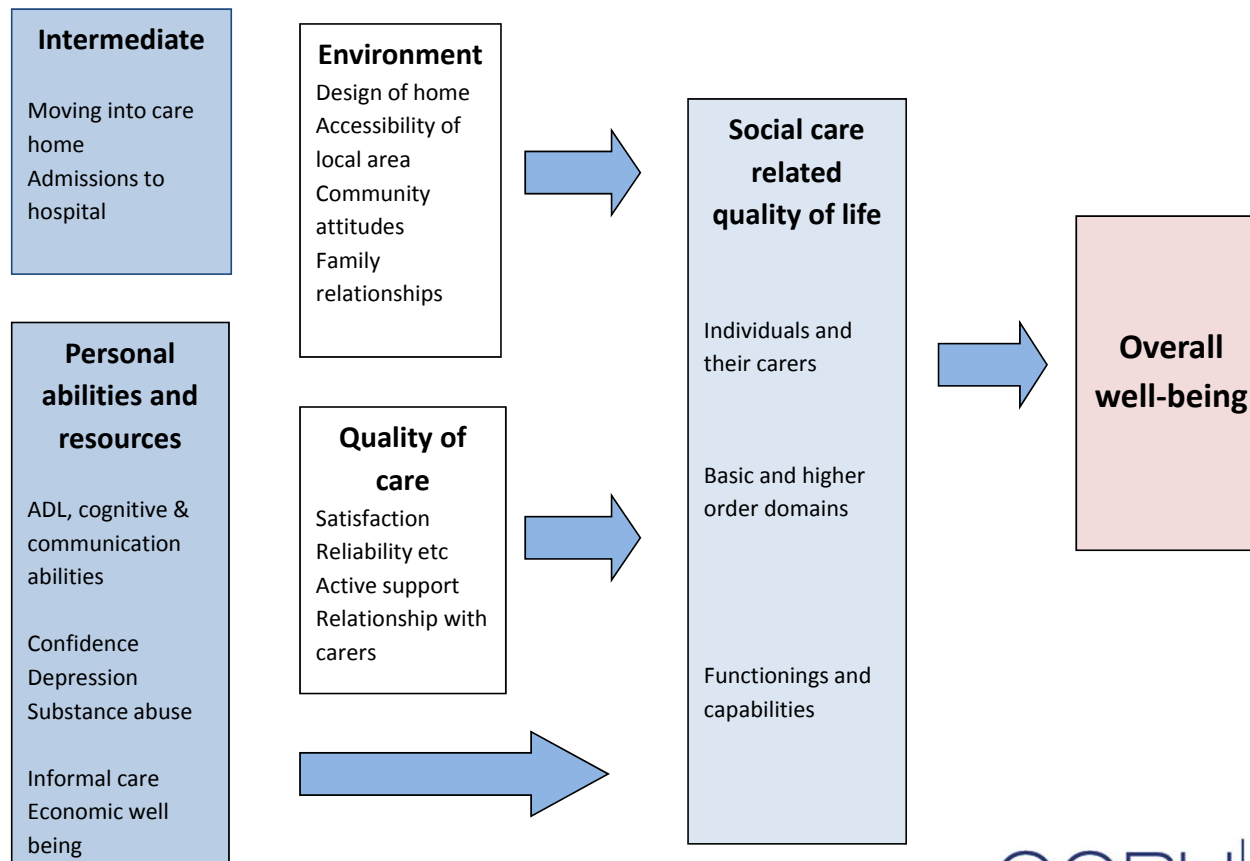 Intermediate
Moving into care
home
Admissions to
hospital
Personal
abilities and
resources
ADL, cognitive &
communication
abilities
Confidence
Depression
Substance abuse
Informal care
Economic well
being
Environment
Design of home
Accessibility of
local area
Community
attitudes
Family
relationships
Quality of
care
Satisfaction
Reliability etc
Active support
Relationship with
carers
Social care
related
quality of life
Individuals and
their carers
Basic and higher
order domains
Functionings and
capabilities
Overall
well-being